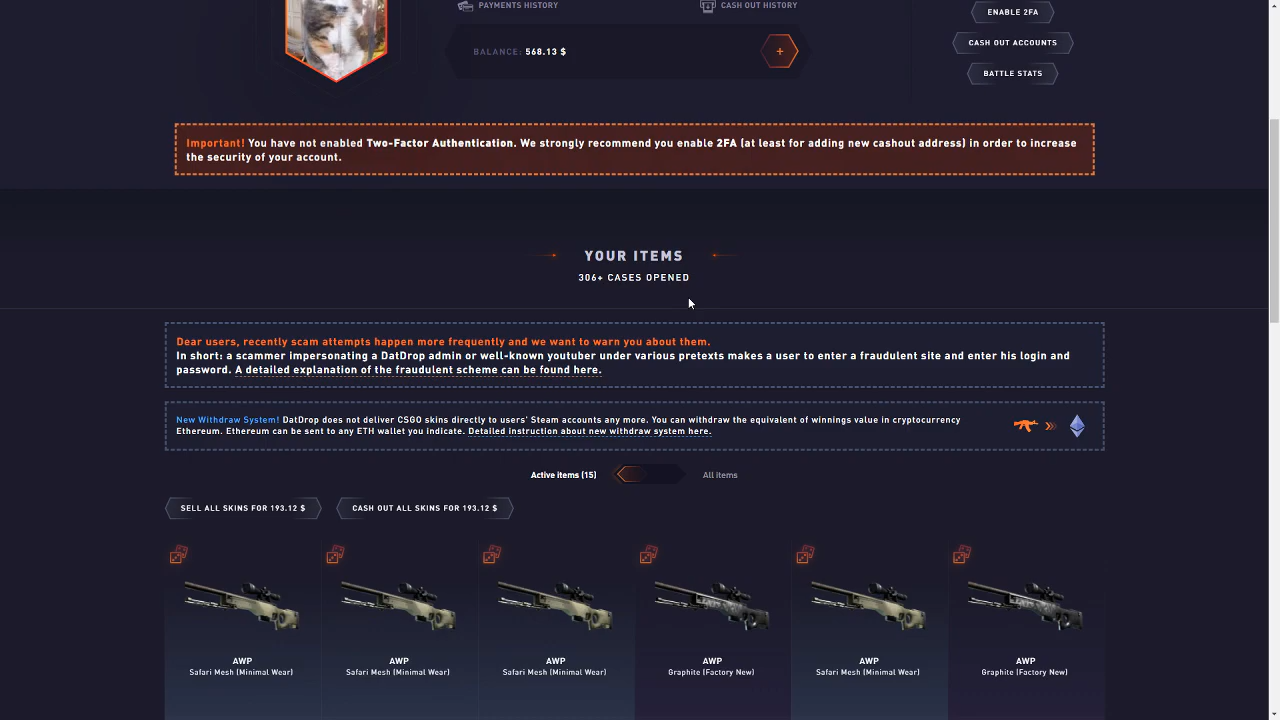 PAYMENTS HISTORY
CASH OUT HISTORY
ENABLE 2FA
BALANCE: 568.13 $
+
CASH OUT ACCOUNTS
BATTLE STATS
Important! You have not enabled Two-Factor Authentication. We strongly recommend you enable 2FA (at least for adding new cashout address) in order to increase
the security of your account.
YOUR ITEMS
306+ CASES OPENED
Dear users, recently scam attempts happen more frequently and we want to warn you about them.
In short: a scammer impersonating a DatDrop admin or well-known youtuber under various pretexts makes a user to enter a fraudulent site and enter his login and
password. A detailed explanation of the fraudulent scheme can be found here.
New Withdraw System! DatDrop does not deliver CSGO skins directly to users' Steam accounts any more. You can withdraw the equivalent of winnings value in cryptocurrency
Ethereum. Ethereum can be sent to any ETH wallet you indicate. Detailed instruction about new withdraw system here.
Active items (15)
All items
SELL ALL SKINS FOR 193.12 $
CASH OUT ALL SKINS FOR 193.12 $
AWP
Safari Mesh (Minimal Wear)
AWP
Safari Mesh (Minimal Wear)
AWP
Safari Mesh (Minimal Wear)
AWP
Graphite (Factory New)
AWP
Safari Mesh (Minimal Wear)
AWP
Graphite (Factory New)